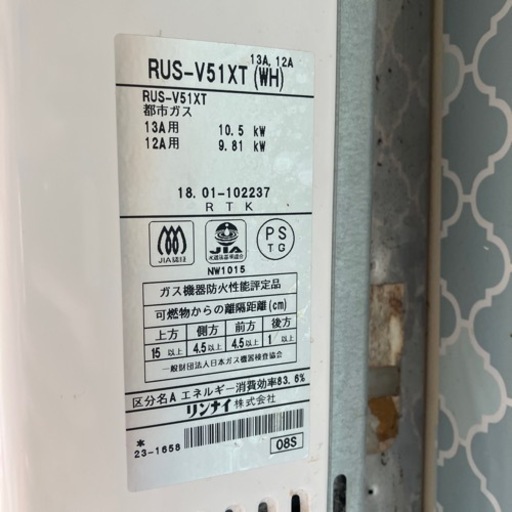 13A, 12A
RUS-V51XT (WH)
RUS-V51XT
都市ガス
13A用 10.5 kW
12A用 9.81 kW
18.01-102237
RTK
JIA認証
JIA
PS
TG
NW1015
ガス機器防火性能評定品
可燃物からの離隔距離(cm)
上方 側方 前方 後方
15以上 4.5以上 4.5以上 1以上
一般財団法人日本ガス機器検査協会
区分名A エネルギー消費効率83.6%
リンナイ株式会社
*
23-1658 08S